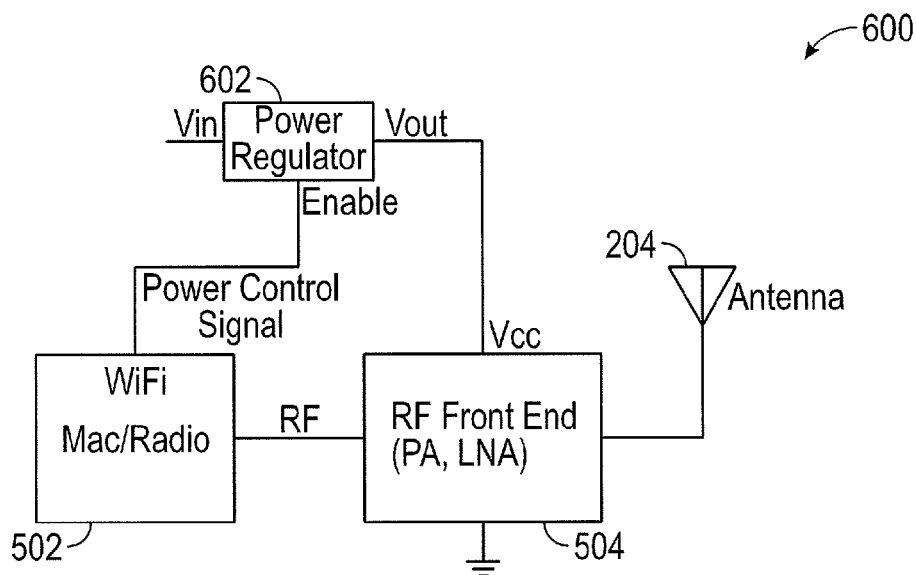 600
602
Vin
Power
Regulator
Vout
Enable
204
Antenna
Power Control
Signal
Vcc
WiFi
Mac/Radio
RF
RF Front End
(PA, LNA)
502
504